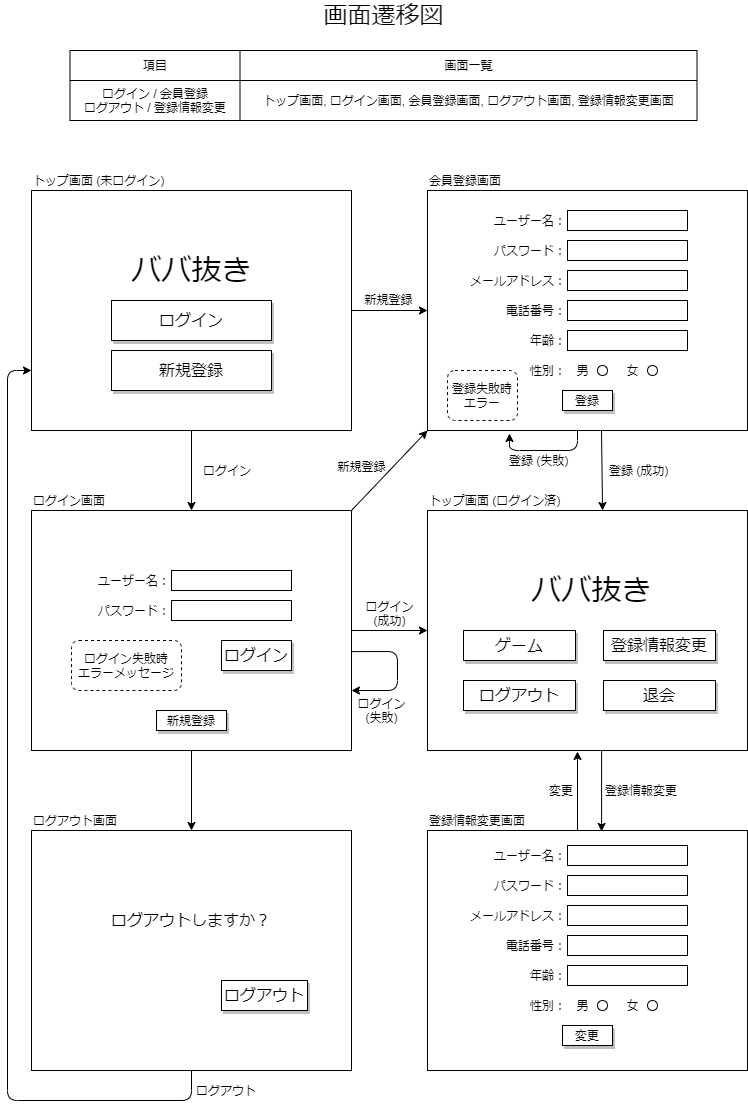 画面遷移図
項目
画面一覧
ログイン / 会員登録
ログアウト / 登録情報変更
トップ画面, ログイン画面, 会員登録画面, ログアウト画面, 登録情報変更画面
トップ画面 (未ログイン)
ババ抜き
ログイン
新規登録
新規登録
ログイン
会員登録画面
ユーザー名：
パスワード：
メールアドレス：
電話番号：
年齢：
性別： 男 女
登録失敗時
エラー
登録
登録 (失敗)
登録 (成功)
ログイン画面
ユーザー名：
パスワード：
ログイン失敗時
エラーメッセージ
ログイン
新規登録
新規登録
ログイン
(成功)
ログイン
(失敗)
トップ画面 (ログイン済)
ババ抜き
ゲーム
登録情報変更
ログアウト
退会
変更
登録情報変更
ログアウト画面
ログアウトしますか？
ログアウト
ログアウト
登録情報変更画面
ユーザー名：
パスワード：
メールアドレス：
電話番号：
年齢：
性別： 男 女
変更